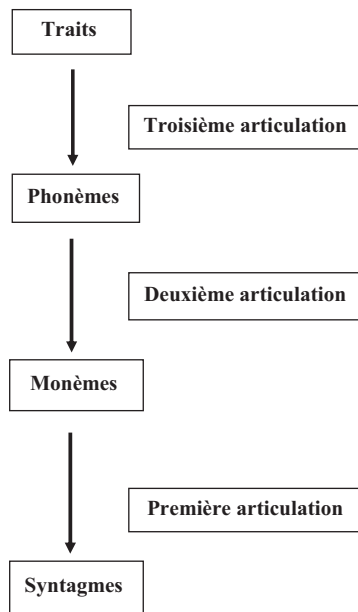 Traits
Troisième articulation
Phonèmes
Deuxième articulation
Monèmes
Première articulation
Syntagmes